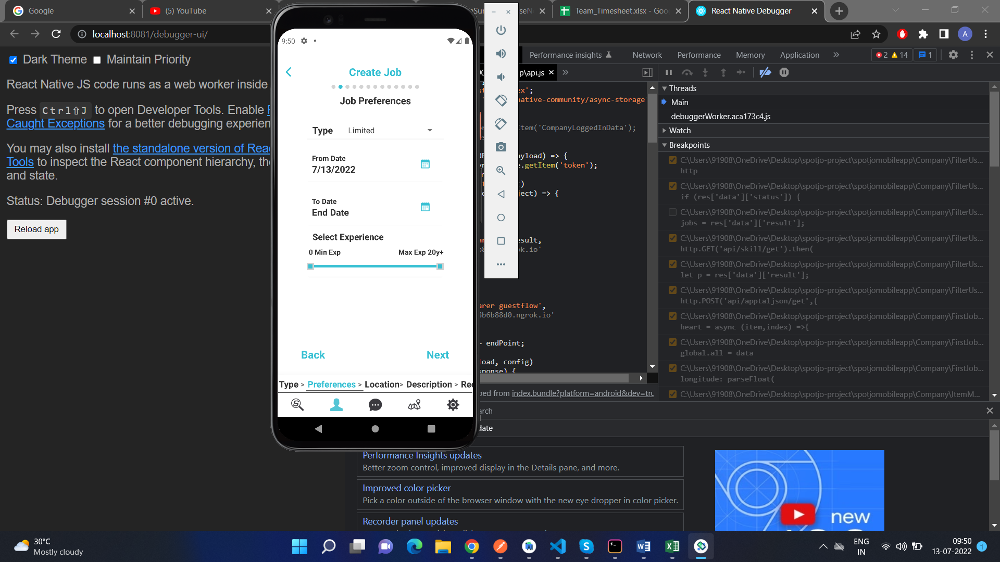 Google
(5) YouTube
Team_Timesheet.xlsx - Goo
React Native Debugger
localhost:8081/debugger-ui/
Dark Theme
Maintain Priority
React Native JS code runs as a web worker inside
Press Ctrl⇧J to open Developer Tools. Enable
Caught Exceptions for a better debugging experien
You may also install the standalone version of Reac
Tools to inspect the React component hierarchy, the
and state.
Status: Debugger session #0 active.
Reload app
9:50
Create Job
Job Preferences
Type Limited
From Date
7/13/2022
To Date
End Date
Select Experience
0 Min Exp Max Exp 20y+
Back Next
Type > Preferences > Location> Description > Rec
Performance insights
Network
Performance
Memory
Application
2 14
1
p\api.js
ex';
native-community/async-storage
tItem('CompanyLoggedInData');
yload) => {
e.getItem('token');
t)
ject) => {
esult,
ok.io'
arer guestflow',
3b6b88d0.ngrok.io'
+ endPoint;
oad, config)
ponse) {
ped from index.bundle?platform=android&dev=tru
Threads
Main
debuggerWorker.aca173c4.js
Watch
Breakpoints
C:\Users\91908\OneDrive\Desktop\spotjo-project\spotjomobileapp\Company\FilterUs...
http
C:\Users\91908\OneDrive\Desktop\spotjo-project\spotjomobileapp\Company\FilterUs...
if (res['data']['status']) {
C:\Users\91908\OneDrive\Desktop\spotjo-project\spotjomobileapp\Company\FilterUs...
jobs = res['data']['result'];
C:\Users\91908\OneDrive\Desktop\spotjo-project\spotjomobileapp\Company\FilterUs...
http.GET('api/skill/get').then(
C:\Users\91908\OneDrive\Desktop\spotjo-project\spotjomobileapp\Company\FilterUs...
let p = res['data']['result'];
C:\Users\91908\OneDrive\Desktop\spotjo-project\spotjomobileapp\Company\FilterUs...
http.POST('api/apptaljson/get',{
C:\Users\91908\OneDrive\Desktop\spotjo-project\spotjomobileapp\Company\FirstJob...
heart = async (item,index) =>{
C:\Users\91908\OneDrive\Desktop\spotjo-project\spotjomobileapp\Company\FirstJob...
global.all = data
C:\Users\91908\OneDrive\Desktop\spotjo-project\spotjomobileapp\Company\FirstJob...
longitude: parseFloat(
C:\Users\91908\OneDrive\Desktop\spotjo-project\spotjomobileapp\Company\ItemM...
arch
date
Performance Insights updates
Better zoom control, improved display in the Details pane, and more.
Improved color picker
Pick a color outside of the browser window with the new eye dropper in color picker.
Recorder panel updates
new
30°C
Mostly cloudy
ENG
IN
09:50
13-07-2022
1